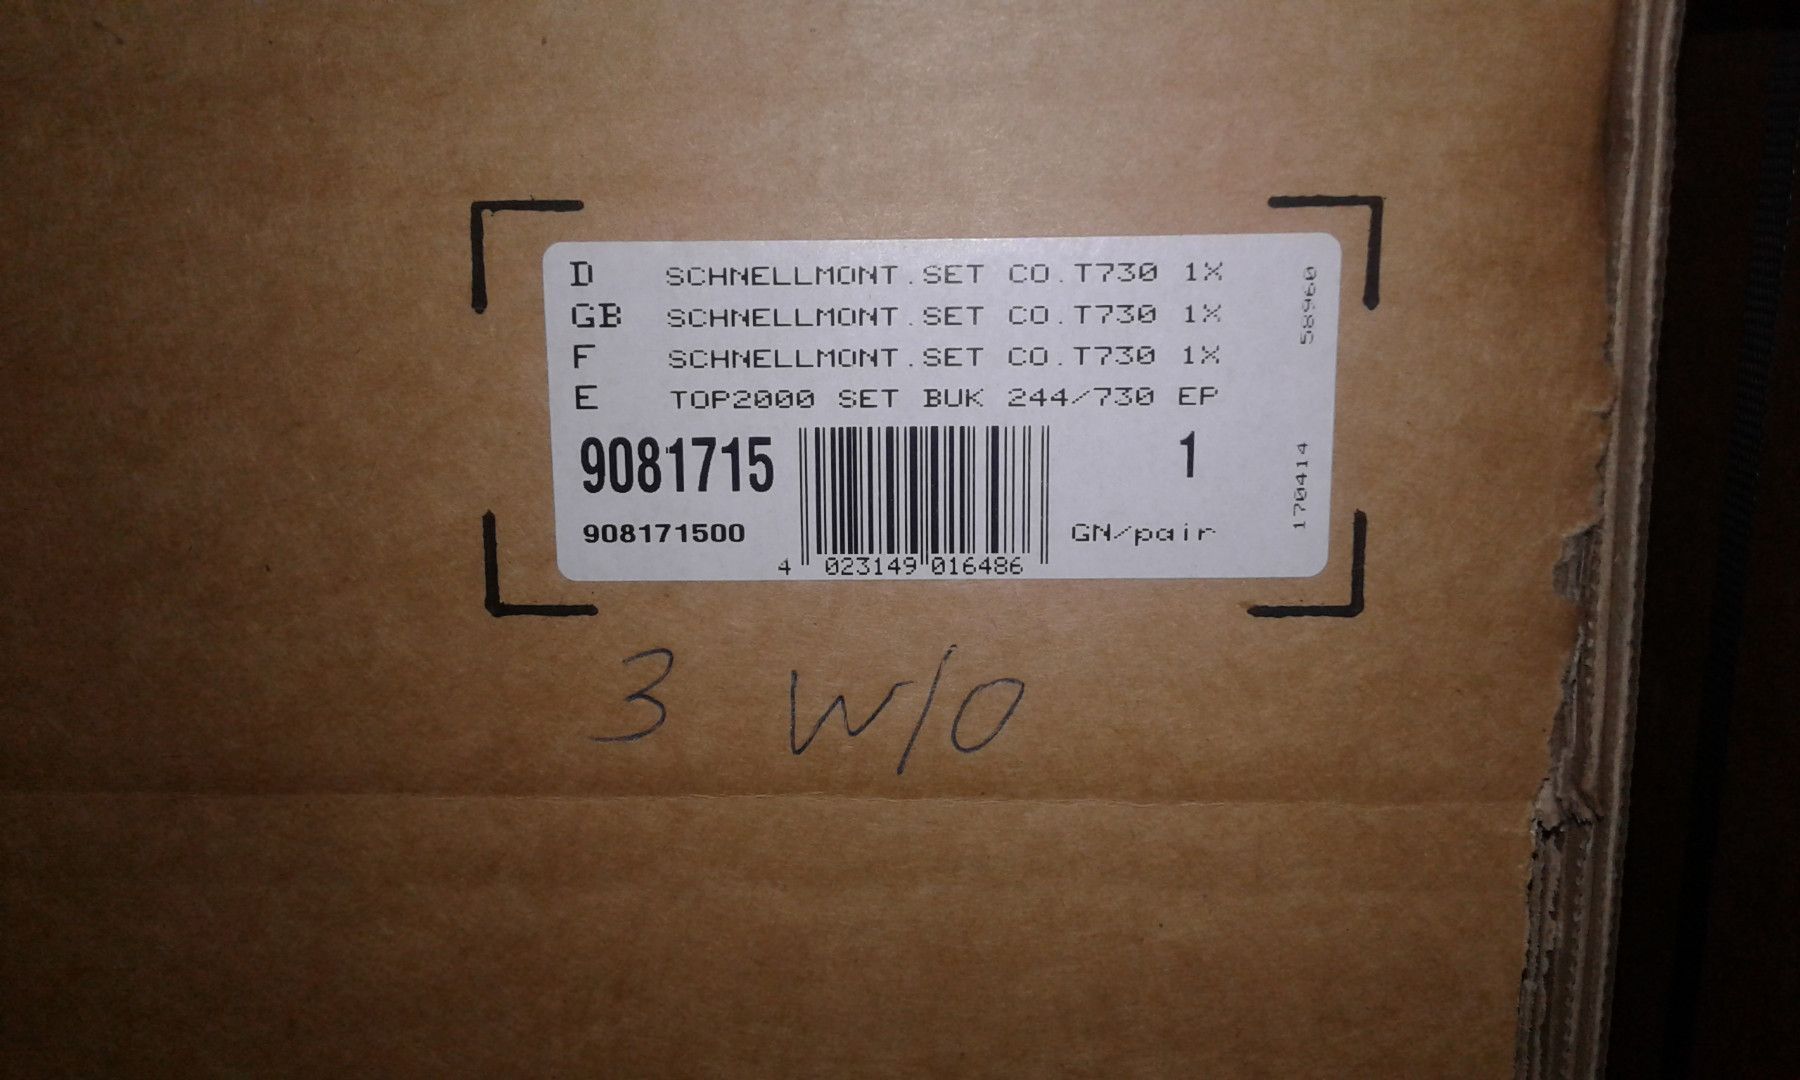 D SCHNELLMONT.SET CO.T730 1X
GB SCHNELLMONT.SET CO.T730 1X
F SCHNELLMONT.SET CO.T730 1X
E TOP2000 SET BUK 244/730 EP
58960
9081715 1
170414
908171500 GN/pair
4 023149 016486
3 W/O